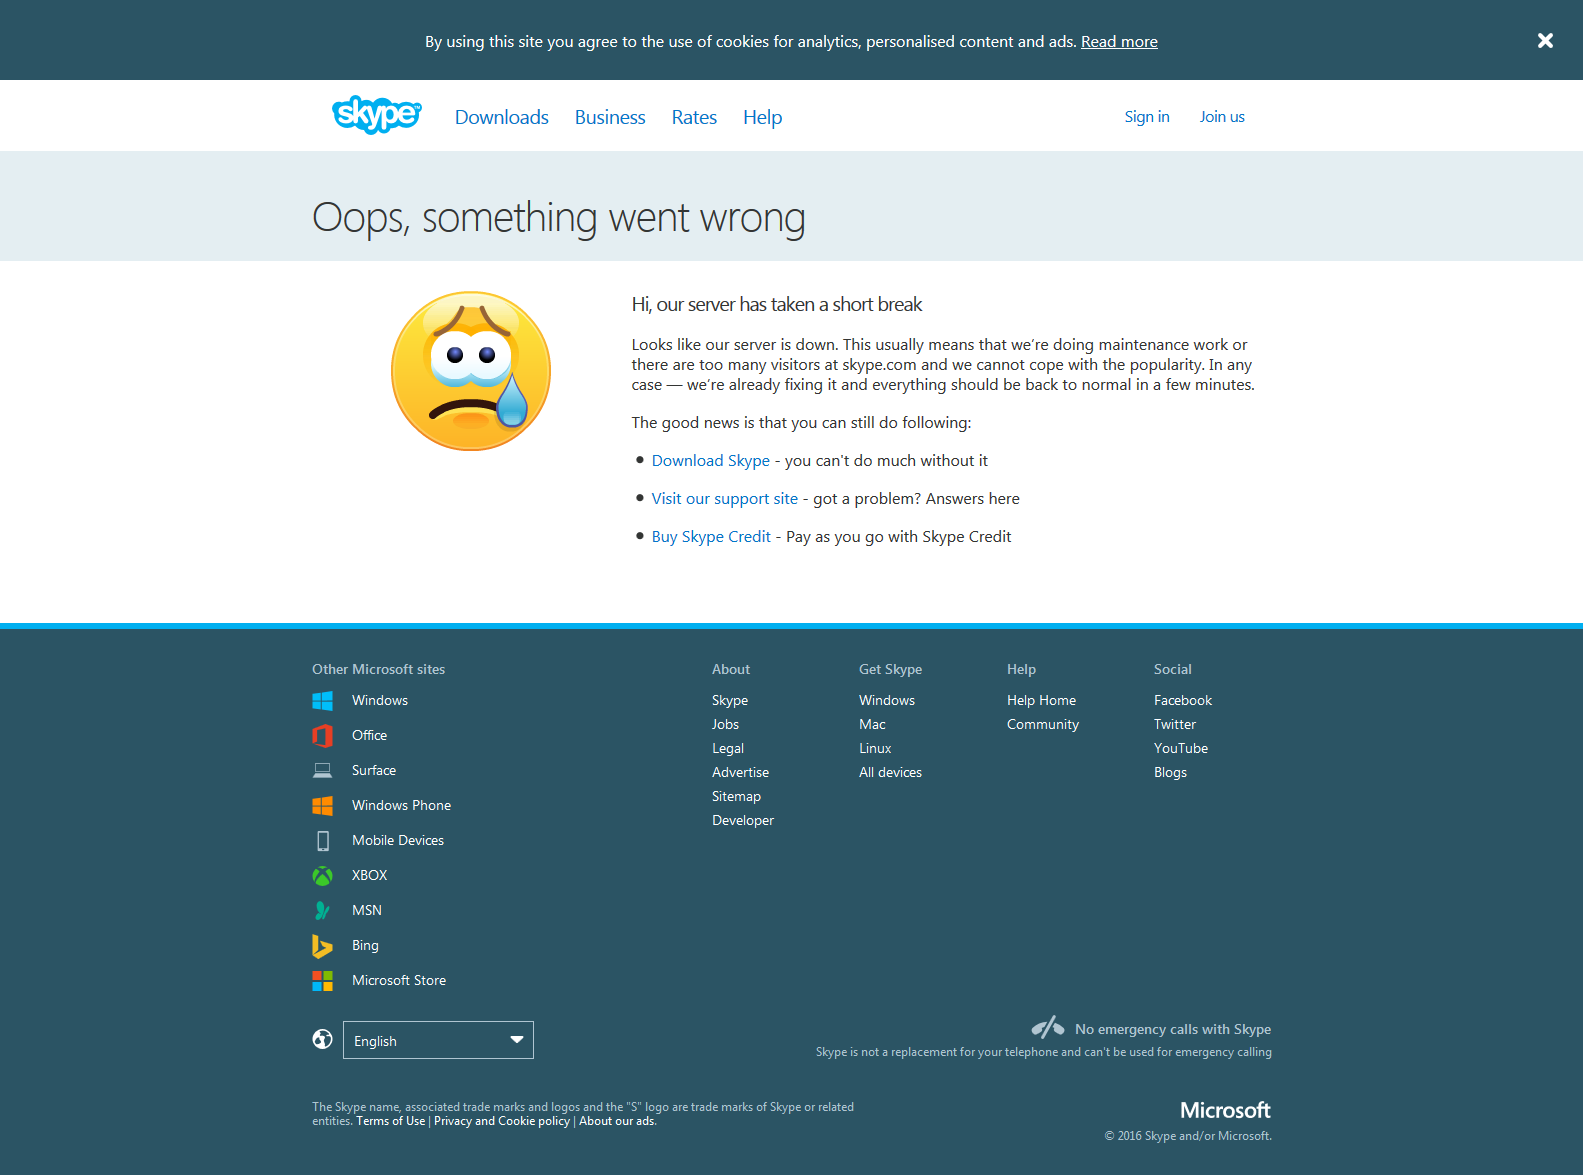 By using this site you agree to the use of cookies for analytics, personalised content and ads. Read more
skype™ Downloads Business Rates Help Sign in Join us
Oops, something went wrong
Hi, our server has taken a short break
Looks like our server is down. This usually means that we're doing maintenance work or
there are too many visitors at skype.com and we cannot cope with the popularity. In any
case — we're already fixing it and everything should be back to normal in a few minutes.
The good news is that you can still do following:
• Download Skype - you can't do much without it
• Visit our support site - got a problem? Answers here
• Buy Skype Credit - Pay as you go with Skype Credit
Other Microsoft sites
Windows
Office
Surface
Windows Phone
Mobile Devices
XBOX
MSN
Bing
Microsoft Store
About
Skype
Jobs
Legal
Advertise
Sitemap
Developer
Get Skype
Windows
Mac
Linux
All devices
Help
Help Home
Community
Social
Facebook
Twitter
YouTube
Blogs
English
No emergency calls with Skype
Skype is not a replacement for your telephone and can't be used for emergency calling
The Skype name, associated trade marks and logos and the "S" logo are trade marks of Skype or related
entities. Terms of Use | Privacy and Cookie policy | About our ads.
Microsoft
© 2016 Skype and/or Microsoft.